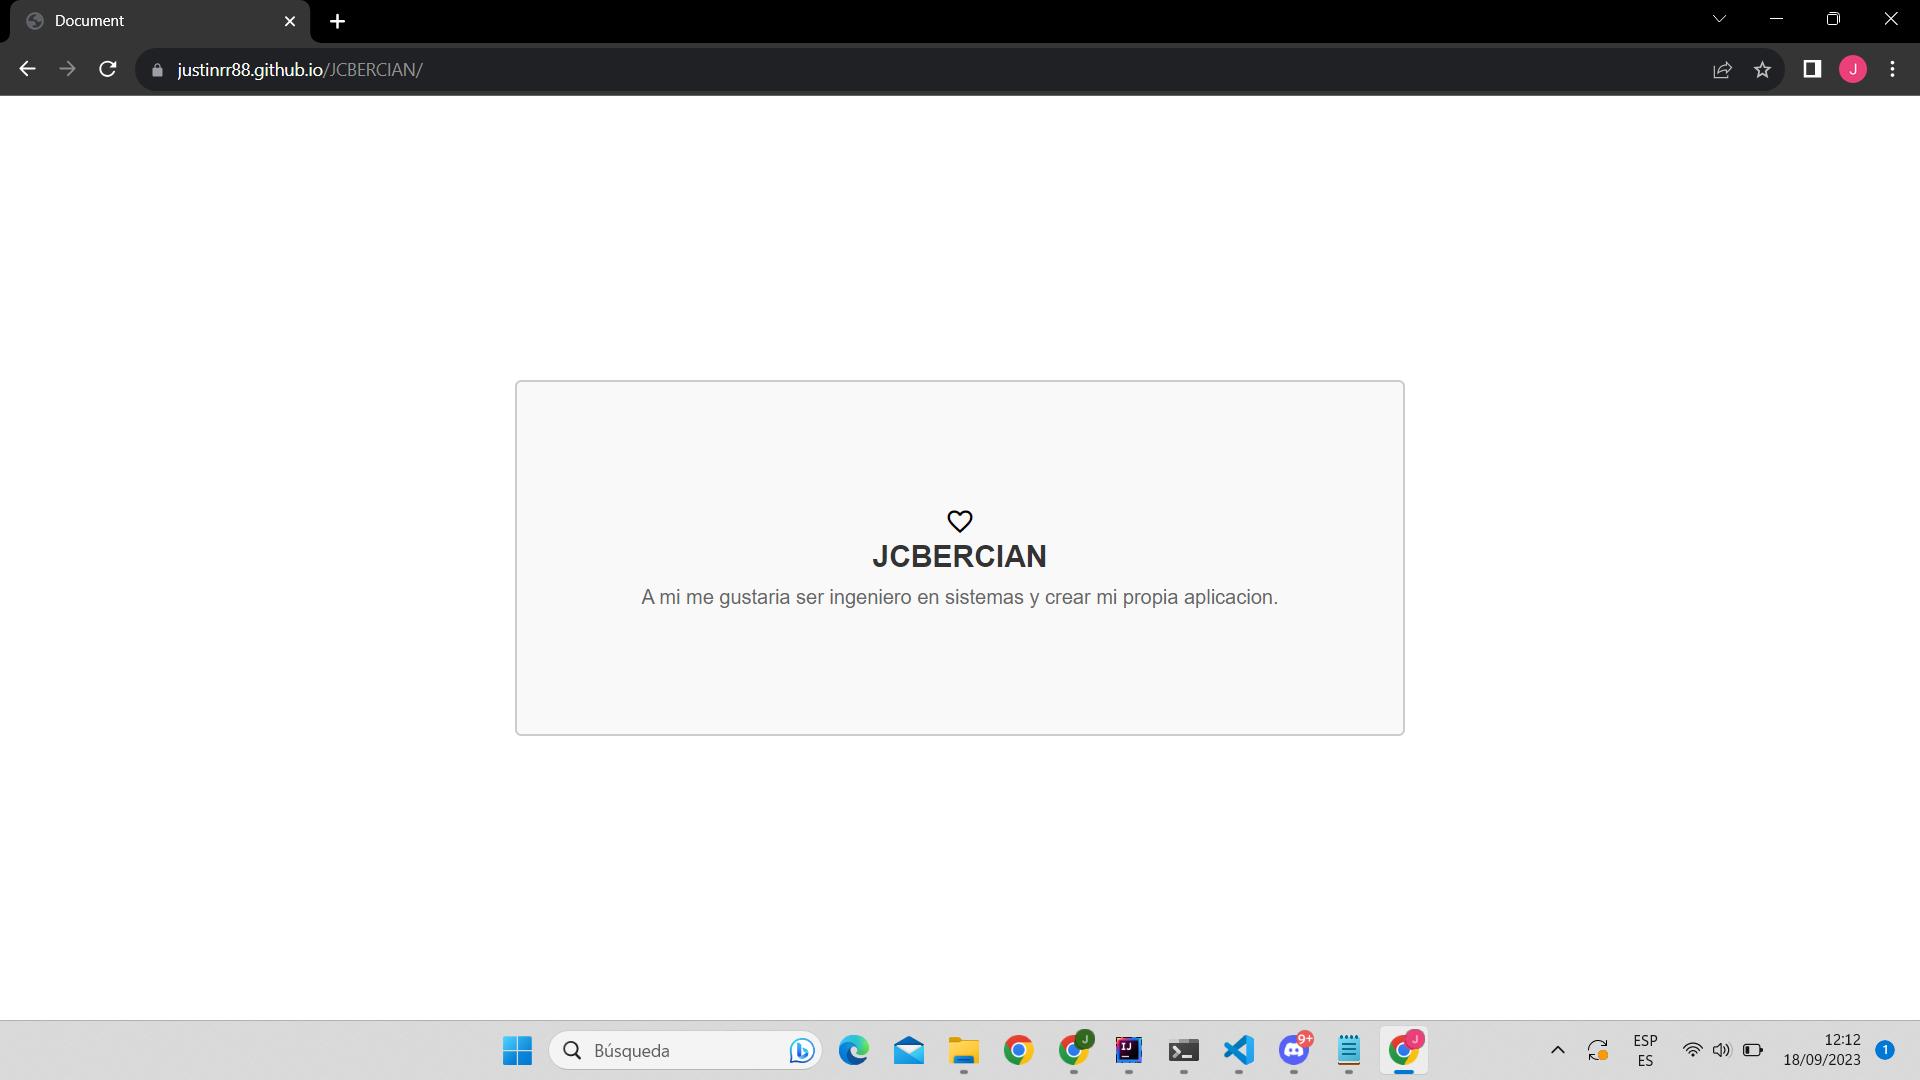 Document
justinrr88.github.io/JCBERCIAN/
J
JCBERCIAN
A mi me gustaria ser ingeniero en sistemas y crear mi propia aplicacion.
Búsqueda
J
IJ
9+
J
ESP
ES
12:12
18/09/2023
1